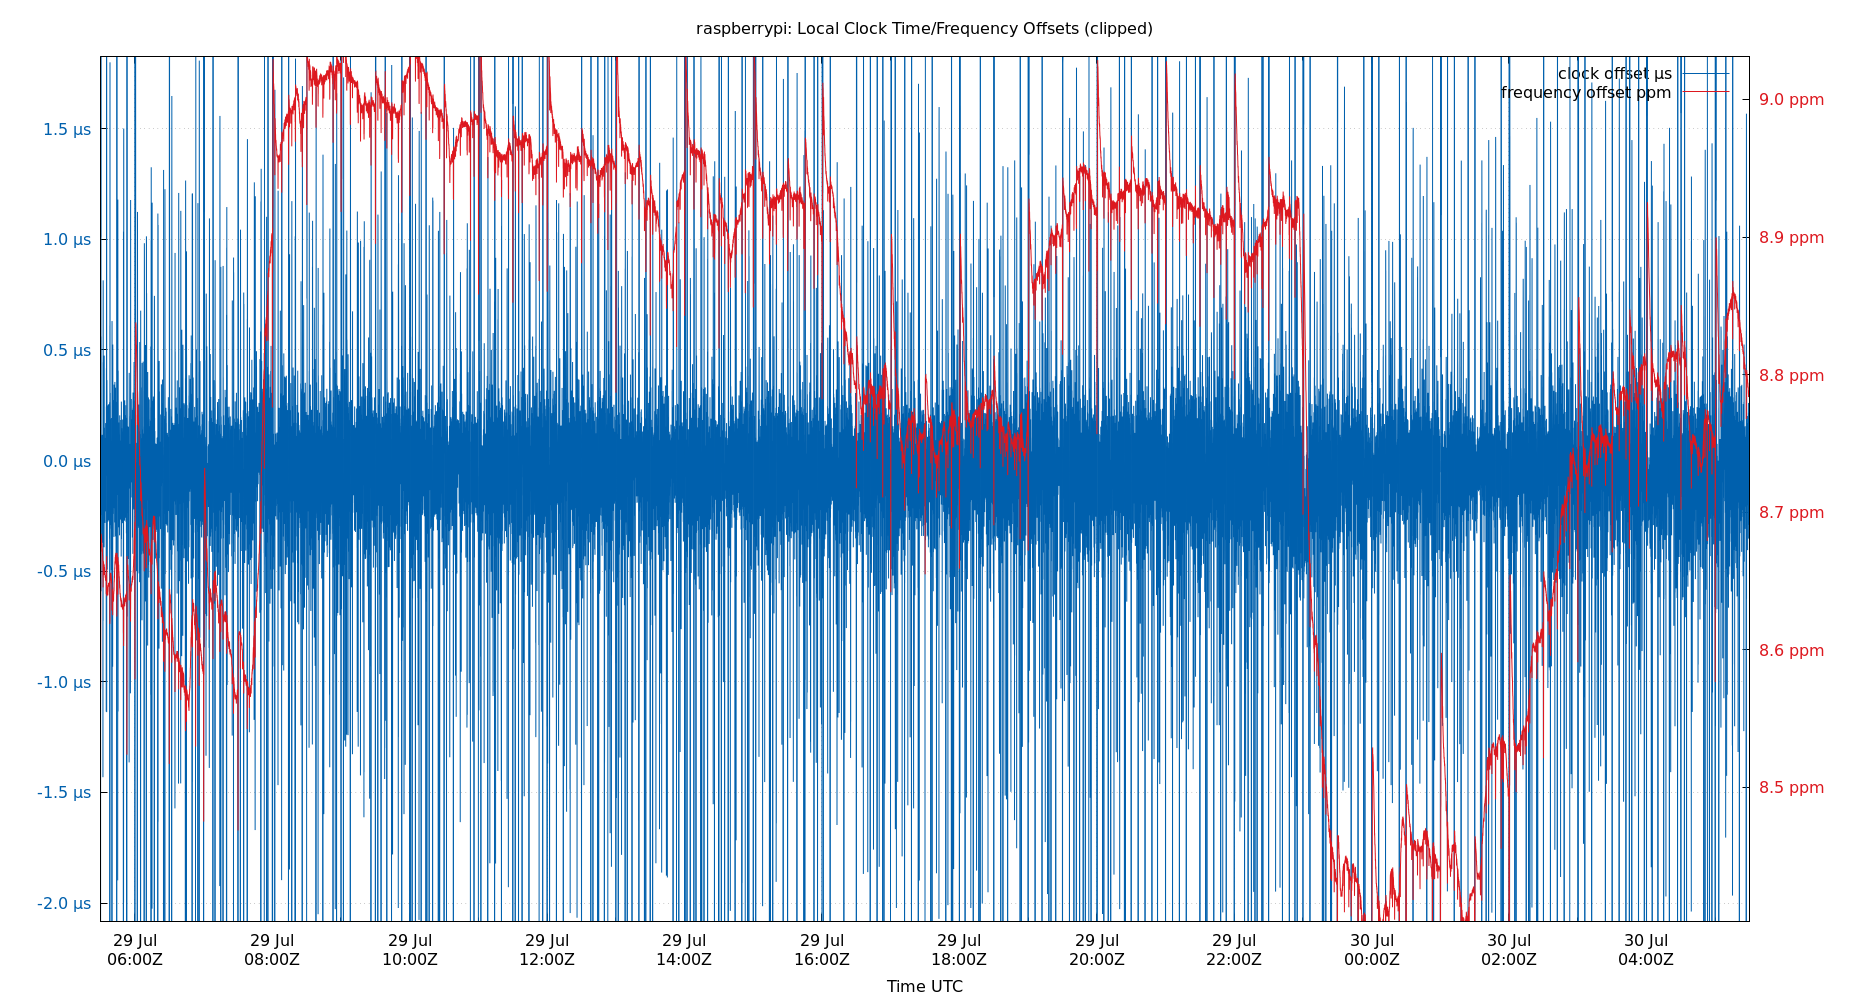 raspberrypi: Local Clock Time/Frequency Offsets (clipped)
clock offset µs
frequency offset ppm
1.5 µs
1.0 µs
0.5 µs
0.0 µs
-0.5 µs
-1.0 µs
-1.5 µs
-2.0 µs
9.0 ppm
8.9 ppm
8.8 ppm
8.7 ppm
8.6 ppm
8.5 ppm
29 Jul 29 Jul 29 Jul 29 Jul 29 Jul 29 Jul 29 Jul 29 Jul 29 Jul 30 Jul 30 Jul 30 Jul
06:00Z 08:00Z 10:00Z 12:00Z 14:00Z 16:00Z 18:00Z 20:00Z 22:00Z 00:00Z 02:00Z 04:00Z
Time UTC